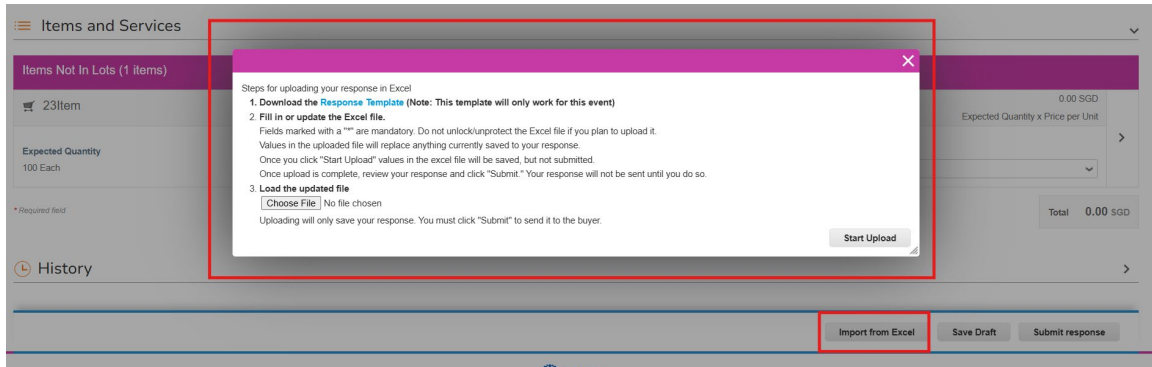 Items and Services
Items Not In Lots (1 items)
23Item
0.00 SGD
Expected Quantity x Price per Unit
Expected Quantity
100 Each
Steps for uploading your response in Excel
1. Download the Response Template (Note: This template will only work for this event)
2. Fill in or update the Excel file.
Fields marked with a "*" are mandatory. Do not unlock/unprotect the Excel file if you plan to upload it.
Values in the uploaded file will replace anything currently saved to your response.
Once you click "Start Upload" values in the excel file will be saved, but not submitted.
Once upload is complete, review your response and click "Submit." Your response will not be sent until you do so.
3. Load the updated file
Choose File No file chosen
Uploading will only save your response. You must click "Submit" to send it to the buyer.
Start Upload
* Required field
Total 0.00 SGD
History
Import from Excel Save Draft Submit response